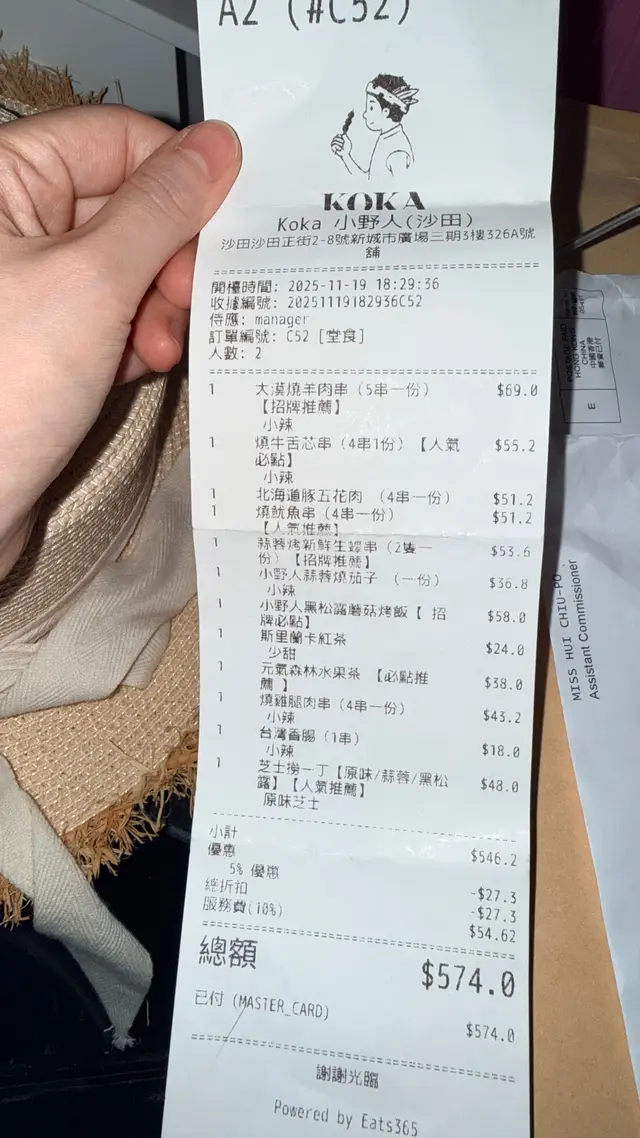 A2 (#C52)
KOKA
Koka 小野人(沙田)
沙田沙田正街2-8號新城市廣場三期3樓326A號
舖
開檯時間: 2025-11-19 18:29:36
收據編號: 20251119182936C52
侍應: manager
訂單編號: C52 [堂食]
人數: 2
1 大漠燒羊肉串（5串一份） $69.0
【招牌推薦】
小辣
1 燒牛舌芯串（4串1份）【人氣 $55.2
必點】
小辣
1 北海道豚五花肉 （4串一份） $51.2
1 燒魷魚串（4串一份） $51.2
【人氣推薦】
1 蒜蓉烤新鮮生蠔串（2隻一 $53.6
份）【招牌推薦】
1 小野人蒜蓉燒茄子 （一份） $36.8
小辣
1 小野人黑松露蘑菇烤飯【 招 $58.0
牌必點】
1 斯里蘭卡紅茶 $24.0
少甜
1 元氣森林水果茶 【必點推 $38.0
薦 】
1 燒雞腿肉串（4串一份） $43.2
小辣
1 台灣香腸（1串） $18.0
小辣
1 芝士撈一丁【原味/蒜蓉/黑松 $48.0
露】【人氣推薦】
原味芝士
小計 $546.2
優惠
5% 優惠 -$27.3
總折扣 -$27.3
服務費(10%) $54.62
總額 $574.0
已付 (MASTER_CARD) $574.0
謝謝光臨
Powered by Eats365
POSTAGE PAID
HONG KONG
CHINA
中國香港
郵資已付
E
MISS HUI CHIU-PO
Assistant Commissioner